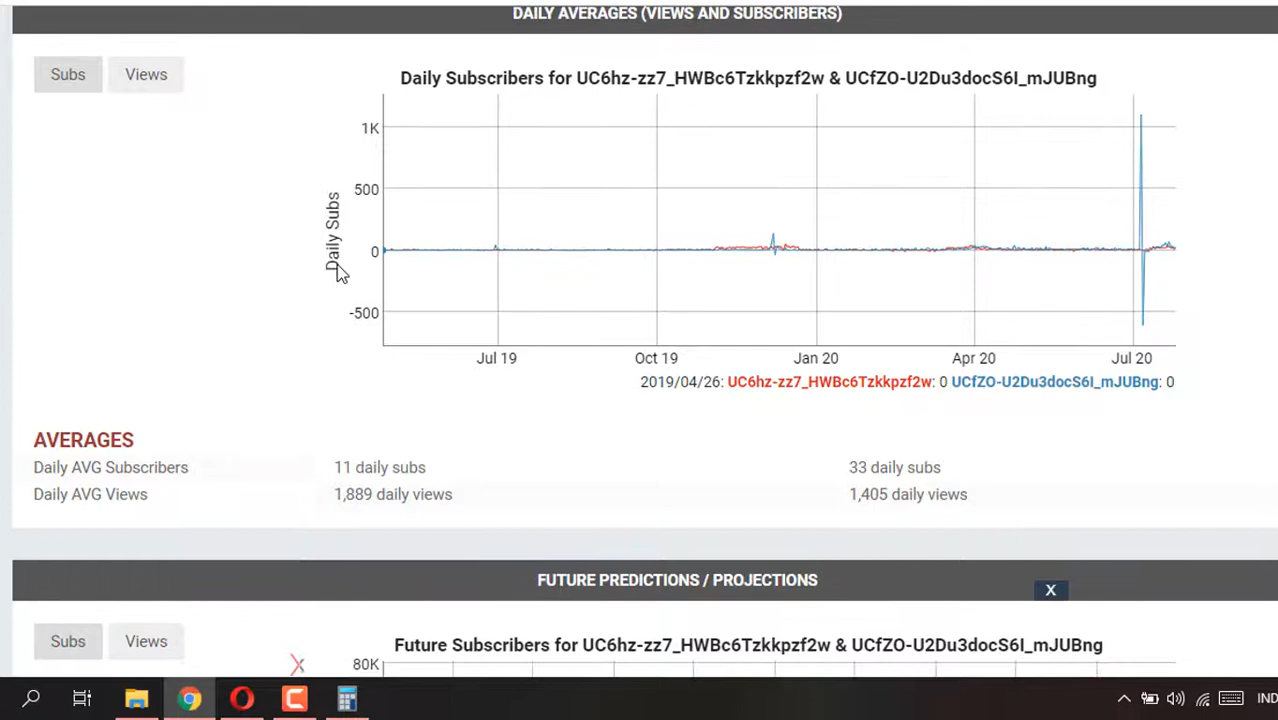 DAILY AVERAGES (VIEWS AND SUBSCRIBERS)
Subs Views
Daily Subscribers for UC6hz-zz7_HWBc6Tzkkpzf2w & UCfZO-U2Du3docS6I_mJUBng
1K
500
0
-500
Daily Subs
Jul 19 Oct 19 Jan 20 Apr 20 Jul 20
2019/04/26: UC6hz-zz7_HWBc6Tzkkpzf2w: 0 UCfZO-U2Du3docS6I_mJUBng: 0
AVERAGES
Daily AVG Subscribers 11 daily subs 33 daily subs
Daily AVG Views 1,889 daily views 1,405 daily views
FUTURE PREDICTIONS / PROJECTIONS
X
Subs Views
Future Subscribers for UC6hz-zz7_HWBc6Tzkkpzf2w & UCfZO-U2Du3docS6I_mJUBng
80K
IND